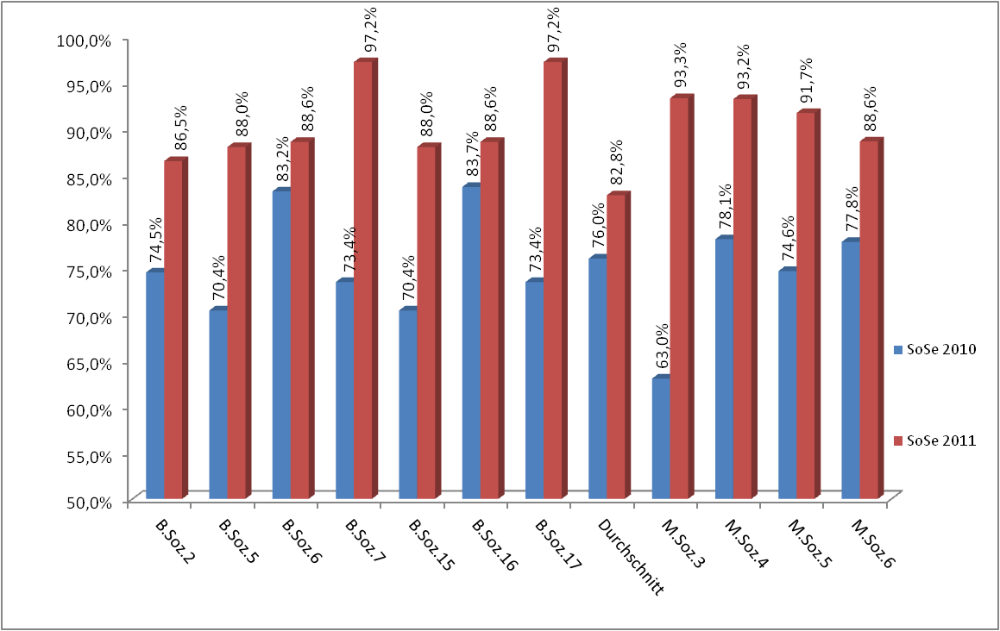 100,0%
95,0%
90,0%
85,0%
80,0%
75,0%
70,0%
65,0%
60,0%
55,0%
50,0%
74,5%
86,5%
70,4%
88,0%
83,2%
88,6%
73,4%
97,2%
70,4%
88,0%
83,7%
88,6%
73,4%
97,2%
76,0%
82,8%
63,0%
93,3%
78,1%
93,2%
74,6%
91,7%
77,8%
88,6%
B.Soz.2
B.Soz.5
B.Soz.6
B.Soz.7
B.Soz.15
B.Soz.16
B.Soz.17
Durchschnitt
M.Soz.3
M.Soz.4
M.Soz.5
M.Soz.6
SoSe 2010
SoSe 2011